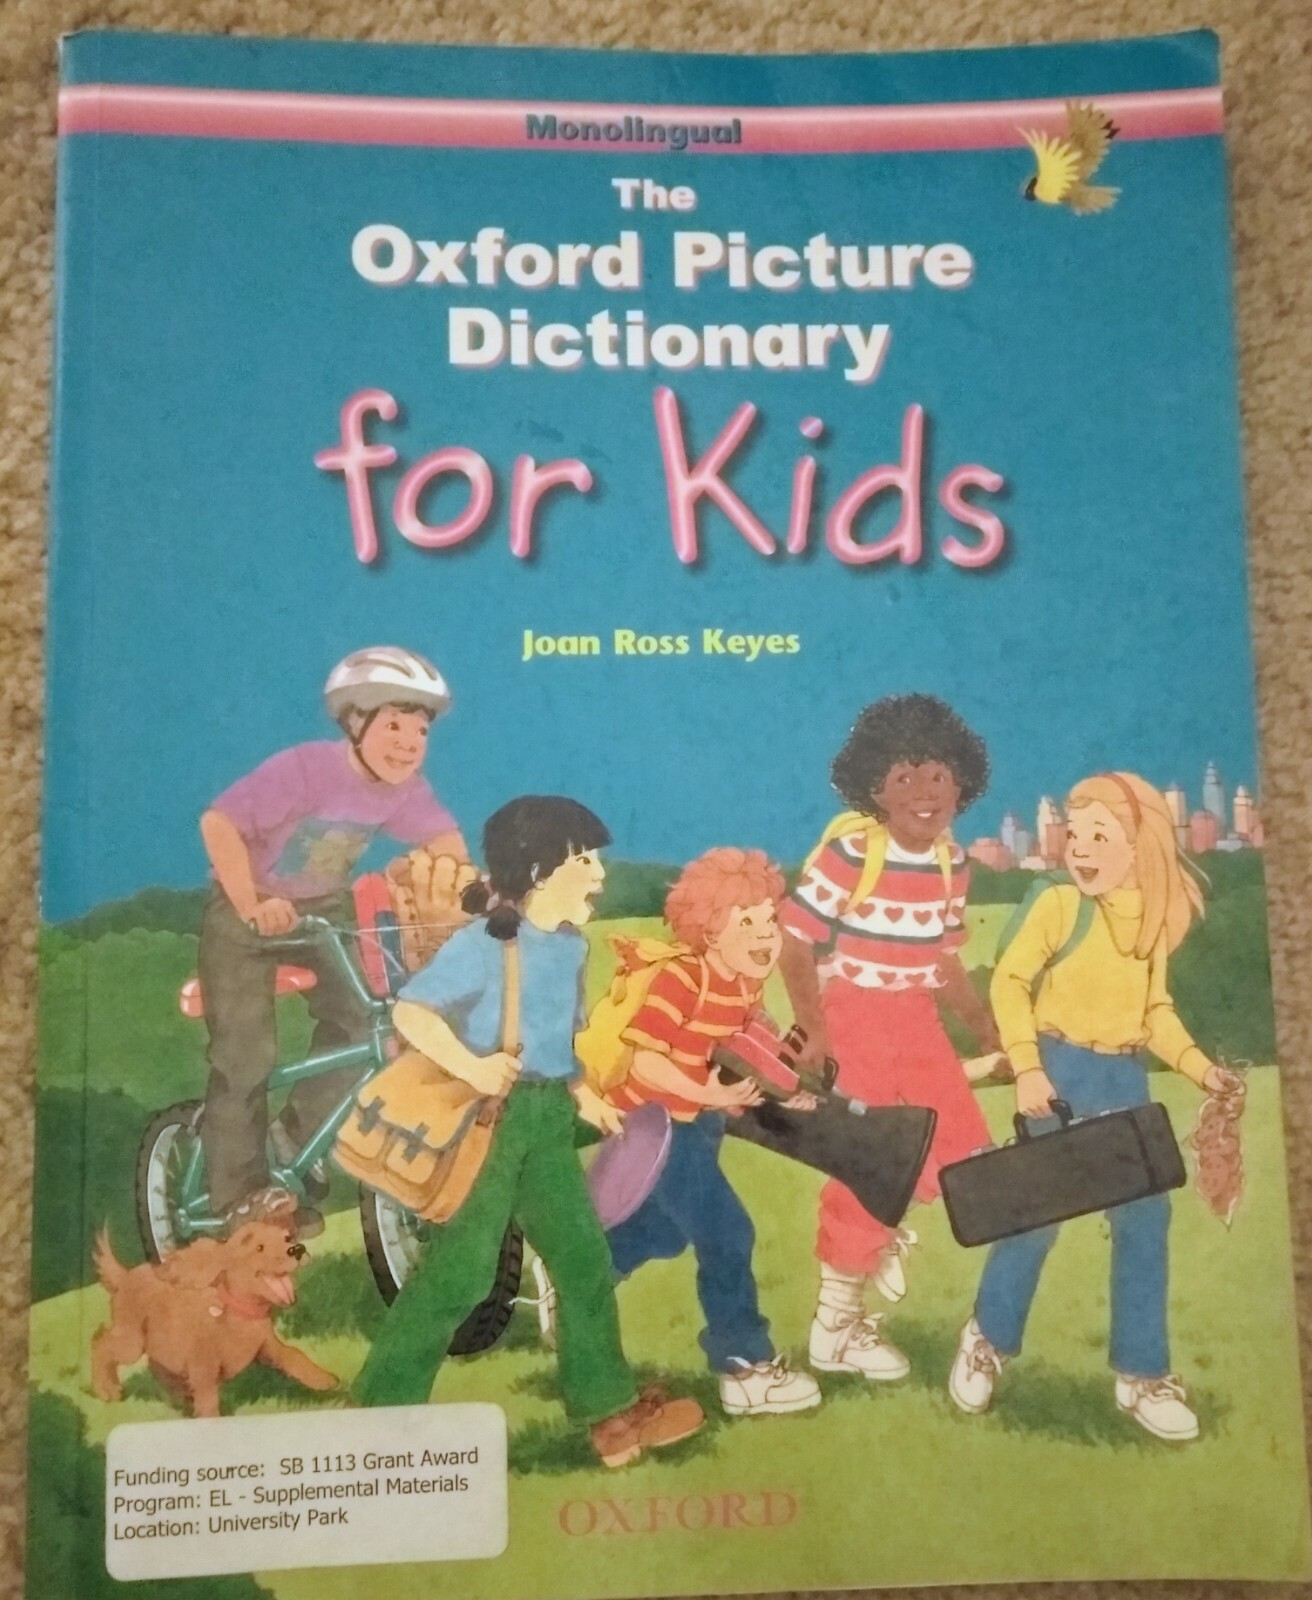 Monolingual
The
Oxford Picture
Dictionary
for Kids
Joan Ross Keyes
Funding source: SB 1113 Grant Award
Program: EL - Supplemental Materials
Location: University Park
OXFORD